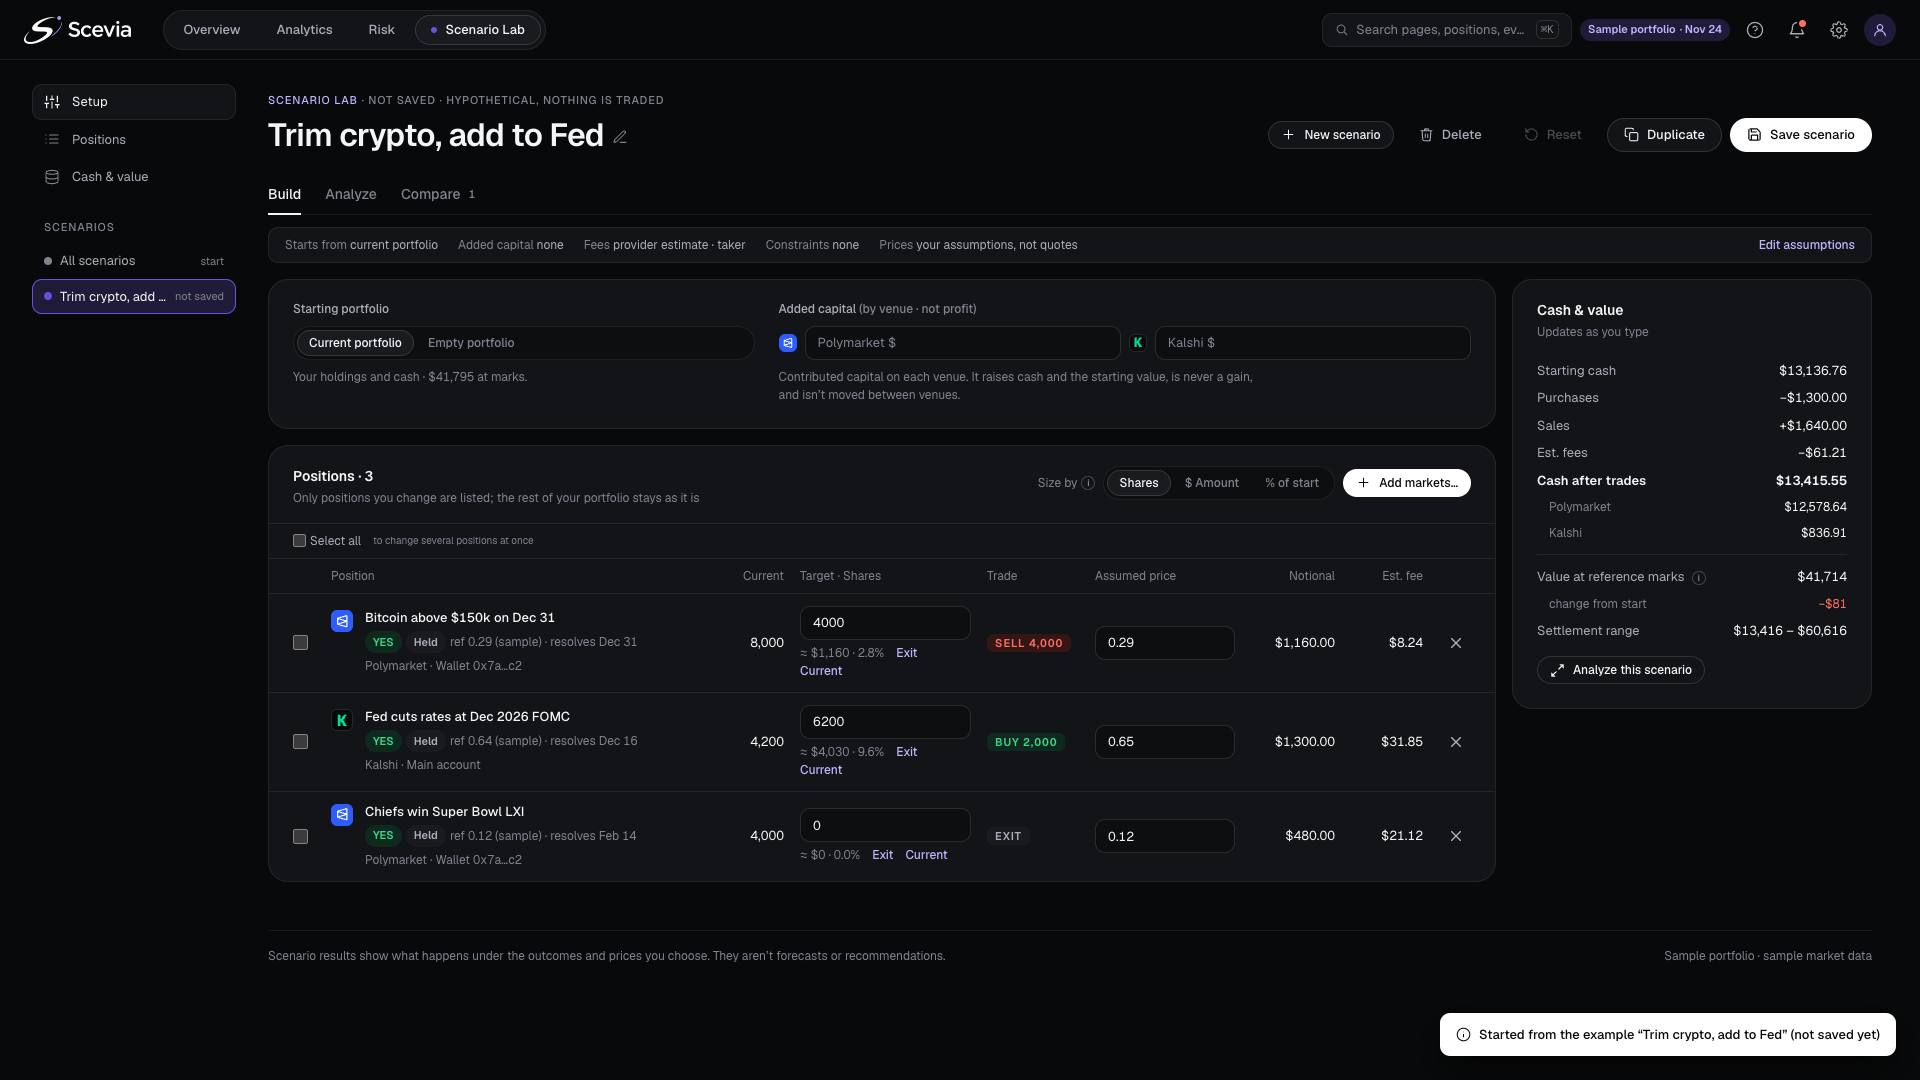 Scevia
Overview
Analytics
Risk
Scenario Lab
Search pages, positions, ev...
⌘K
Sample portfolio · Nov 24
Setup
Positions
Cash & value
SCENARIOS
All scenarios
start
Trim crypto, add ...
not saved
SCENARIO LAB · NOT SAVED · HYPOTHETICAL, NOTHING IS TRADED
Trim crypto, add to Fed
New scenario
Delete
Reset
Duplicate
Save scenario
Build
Analyze
Compare 1
Starts from current portfolio
Added capital none
Fees provider estimate · taker
Constraints none
Prices your assumptions, not quotes
Edit assumptions
Starting portfolio
Current portfolio
Empty portfolio
Your holdings and cash · $41,795 at marks.
Added capital (by venue · not profit)
Polymarket $
K
Kalshi $
Contributed capital on each venue. It raises cash and the starting value, is never a gain,
and isn't moved between venues.
Positions · 3
Only positions you change are listed; the rest of your portfolio stays as it is
Size by
Shares
$ Amount
% of start
Add markets...
Select all
to change several positions at once
Position
Current
Target · Shares
Trade
Assumed price
Notional
Est. fee
Bitcoin above $150k on Dec 31
YES
Held
ref 0.29 (sample) · resolves Dec 31
Polymarket · Wallet 0x7a...c2
8,000
4000
≈ $1,160 · 2.8%
Exit
Current
SELL 4,000
0.29
$1,160.00
$8.24
K
Fed cuts rates at Dec 2026 FOMC
YES
Held
ref 0.64 (sample) · resolves Dec 16
Kalshi · Main account
4,200
6200
≈ $4,030 · 9.6%
Exit
Current
BUY 2,000
0.65
$1,300.00
$31.85
Chiefs win Super Bowl LXI
YES
Held
ref 0.12 (sample) · resolves Feb 14
Polymarket · Wallet 0x7a...c2
4,000
0
≈ $0 · 0.0%
Exit
Current
EXIT
0.12
$480.00
$21.12
Cash & value
Updates as you type
Starting cash
$13,136.76
Purchases
−$1,300.00
Sales
+$1,640.00
Est. fees
−$61.21
Cash after trades
$13,415.55
Polymarket
$12,578.64
Kalshi
$836.91
Value at reference marks
$41,714
change from start
−$81
Settlement range
$13,416 – $60,616
Analyze this scenario
Scenario results show what happens under the outcomes and prices you choose. They aren't forecasts or recommendations.
Sample portfolio · sample market data
Started from the example “Trim crypto, add to Fed” (not saved yet)